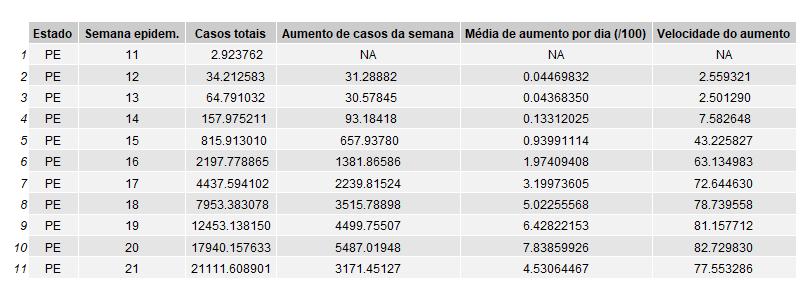 Estado Semana epidem. Casos totais Aumento de casos da semana Média de aumento por dia (/100) Velocidade do aumento
1 PE 11 2.923762 NA NA NA
2 PE 12 34.212583 31.28882 0.04469832 2.559321
3 PE 13 64.791032 30.57845 0.04368350 2.501290
4 PE 14 157.975211 93.18418 0.13312025 7.582648
5 PE 15 815.913010 657.93780 0.93991114 43.225827
6 PE 16 2197.778865 1381.86586 1.97409408 63.134983
7 PE 17 4437.594102 2239.81524 3.19973605 72.644630
8 PE 18 7953.383078 3515.78898 5.02255568 78.739558
9 PE 19 12453.138150 4499.75507 6.42822153 81.157712
10 PE 20 17940.157633 5487.01948 7.83859926 82.729830
11 PE 21 21111.608901 3171.45127 4.53064467 77.553286